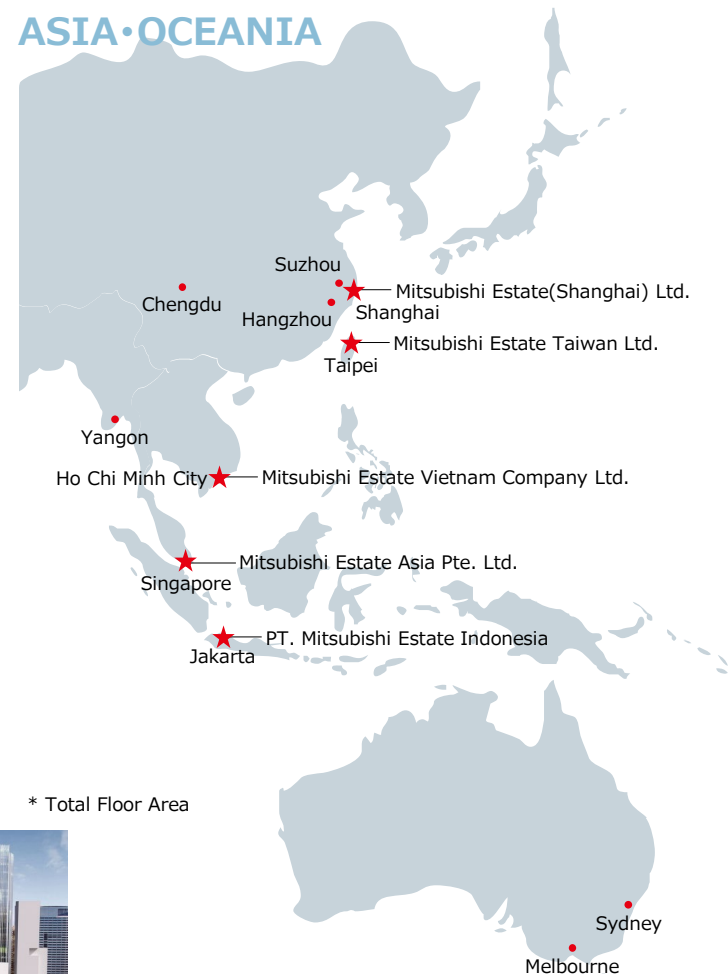 ASIA•OCEANIA
Suzhou
Mitsubishi Estate(Shanghai) Ltd.
Chengdu
Hangzhou
Shanghai
Mitsubishi Estate Taiwan Ltd.
Taipei
Yangon
Ho Chi Minh City
Mitsubishi Estate Vietnam Company Ltd.
Mitsubishi Estate Asia Pte. Ltd.
Singapore
PT. Mitsubishi Estate Indonesia
Jakarta
* Total Floor Area
Sydney
Melbourne